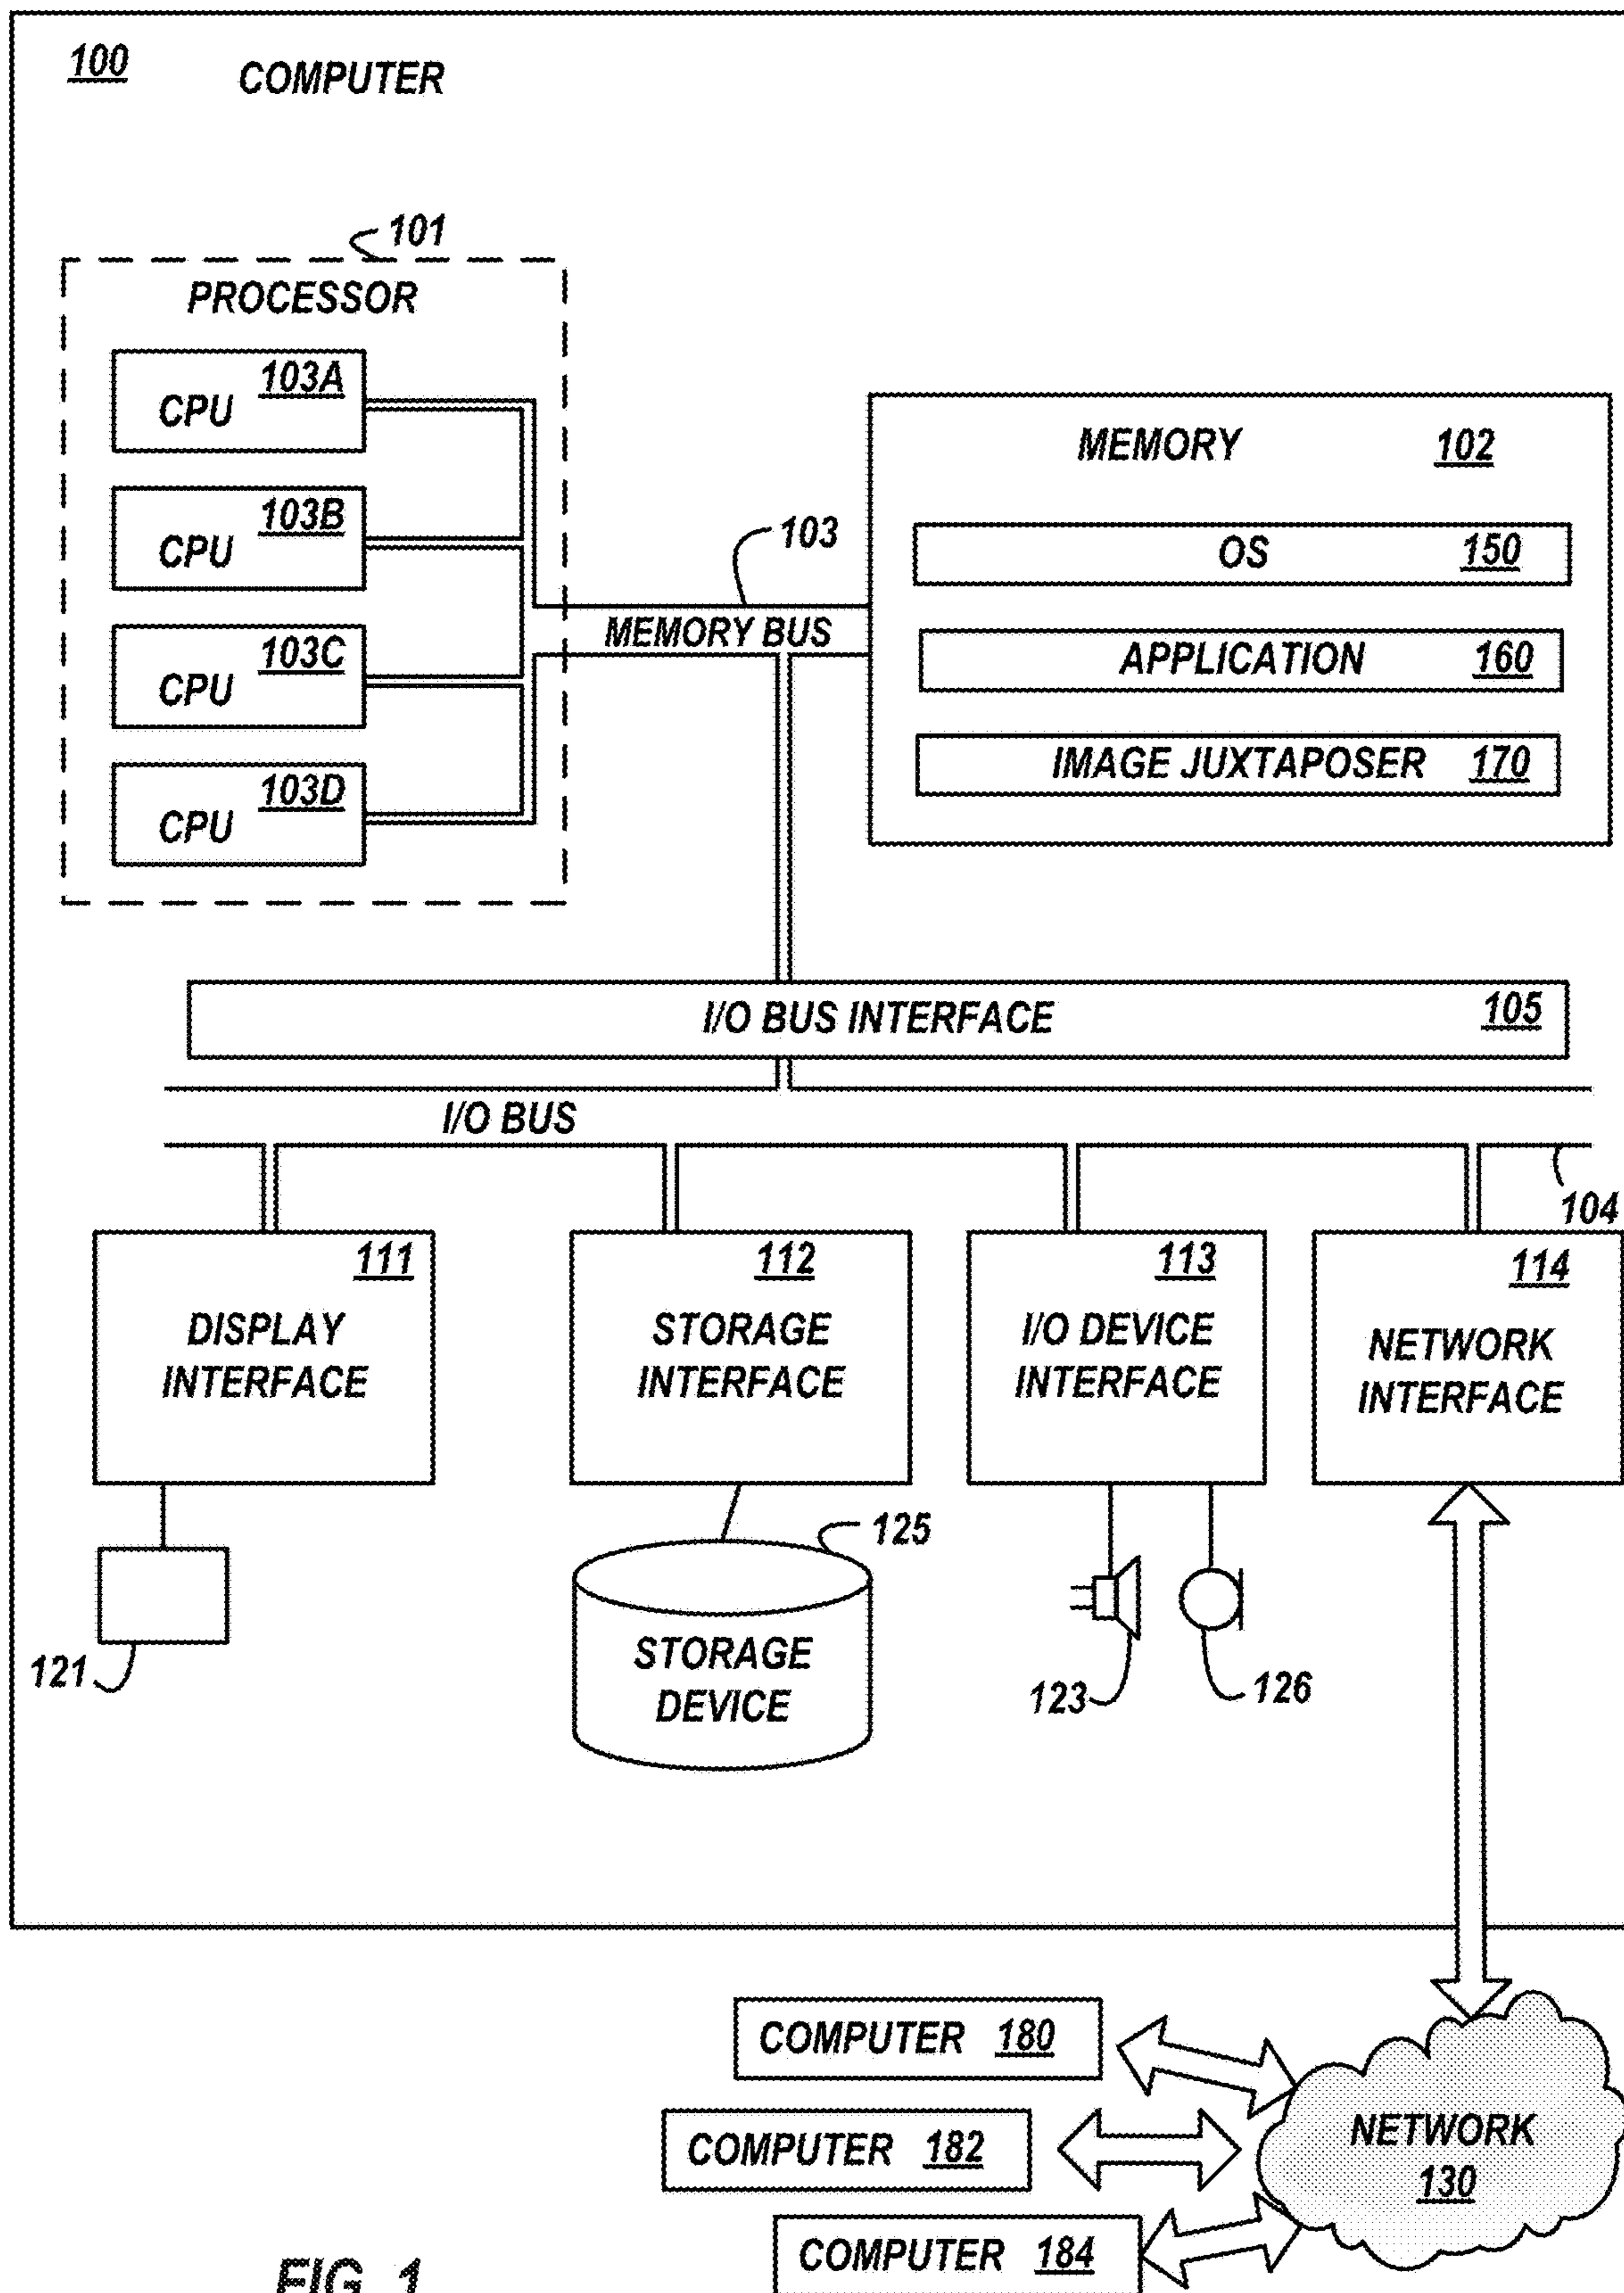 100 COMPUTER
101
PROCESSOR
103A
CPU
103B
CPU
103C
CPU
103D
CPU
103
MEMORY BUS
MEMORY 102
OS 150
APPLICATION 160
IMAGE JUXTAPOSER 170
I/O BUS INTERFACE 105
I/O BUS
104
111
DISPLAY
INTERFACE
112
STORAGE
INTERFACE
113
I/O DEVICE
INTERFACE
114
NETWORK
INTERFACE
121
125
STORAGE
DEVICE
123
126
COMPUTER 180
COMPUTER 182
COMPUTER 184
NETWORK
130
FIG. 1